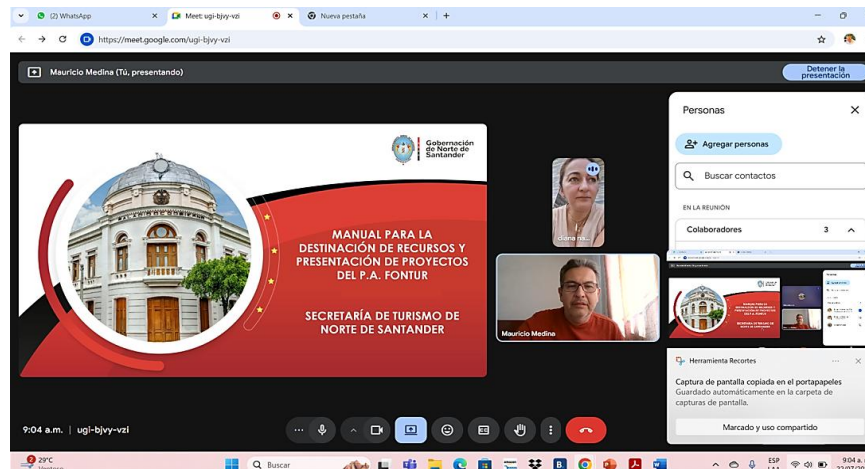 (2) WhatsApp
Meet: ugi-bjvy-vzi
Nueva pestaña
https://meet.google.com/ugi-bjvy-vzi
Mauricio Medina (Tú, presentando)
Detener la
presentación
Gobernación
de Norte de
Santander
MANUAL PARA LA
DESTINACIÓN DE RECURSOS Y
PRESENTACIÓN DE PROYECTOS
DEL P.A. FONTUR
SECRETARÍA DE TURISMO DE
NORTE DE SANTANDER
diana
Mauricio Medina
Personas
Agregar personas
Buscar contactos
EN LA REUNIÓN
Colaboradores 3
Herramienta Recortes
Captura de pantalla copiada en el portapapeles
Guardado automáticamente en la carpeta de
capturas de pantalla.
Marcado y uso compartido
9:04 a.m. | ugi-bjvy-vzi
2
29°C
Buscar
ESP
9:04 a.